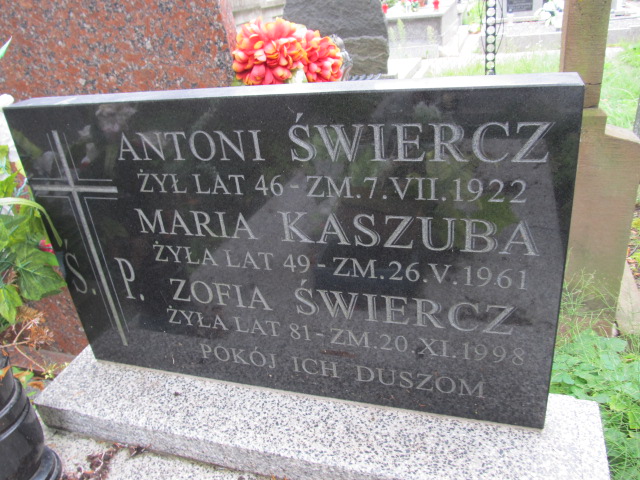 ANTONI ŚWIERCZ
ŻYŁ LAT 46 - ZM. 7. VII. 1922
MARIA KASZUBA
ŻYŁA LAT 49 - ZM. 26. V. 1961
Ś. P. ZOFIA ŚWIERCZ
ŻYŁA LAT 81 - ZM. 20. XI. 1998
POKÓJ ICH DUSZOM